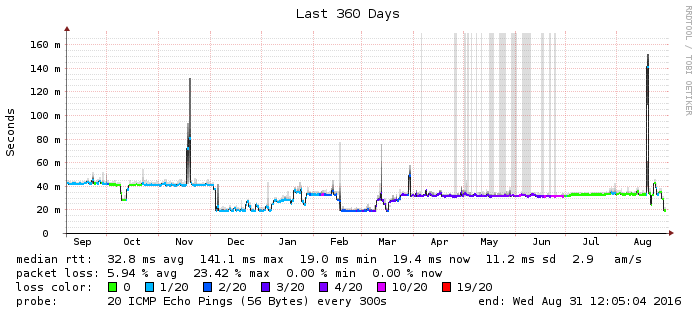 Last 360 Days
RRDTOOL / TOBI OETIKER
Seconds
160 m
140 m
120 m
100 m
80 m
60 m
40 m
20 m
0
Sep Oct Nov Dec Jan Feb Mar Apr May Jun Jul Aug
median rtt: 32.8 ms avg 141.1 ms max 19.0 ms min 19.4 ms now 11.2 ms sd 2.9 am/s
packet loss: 5.94 % avg 23.42 % max 0.00 % min 0.00 % now
loss color: 0 1/20 2/20 3/20 4/20 10/20 19/20
probe: 20 ICMP Echo Pings (56 Bytes) every 300s end: Wed Aug 31 12:05:04 2016